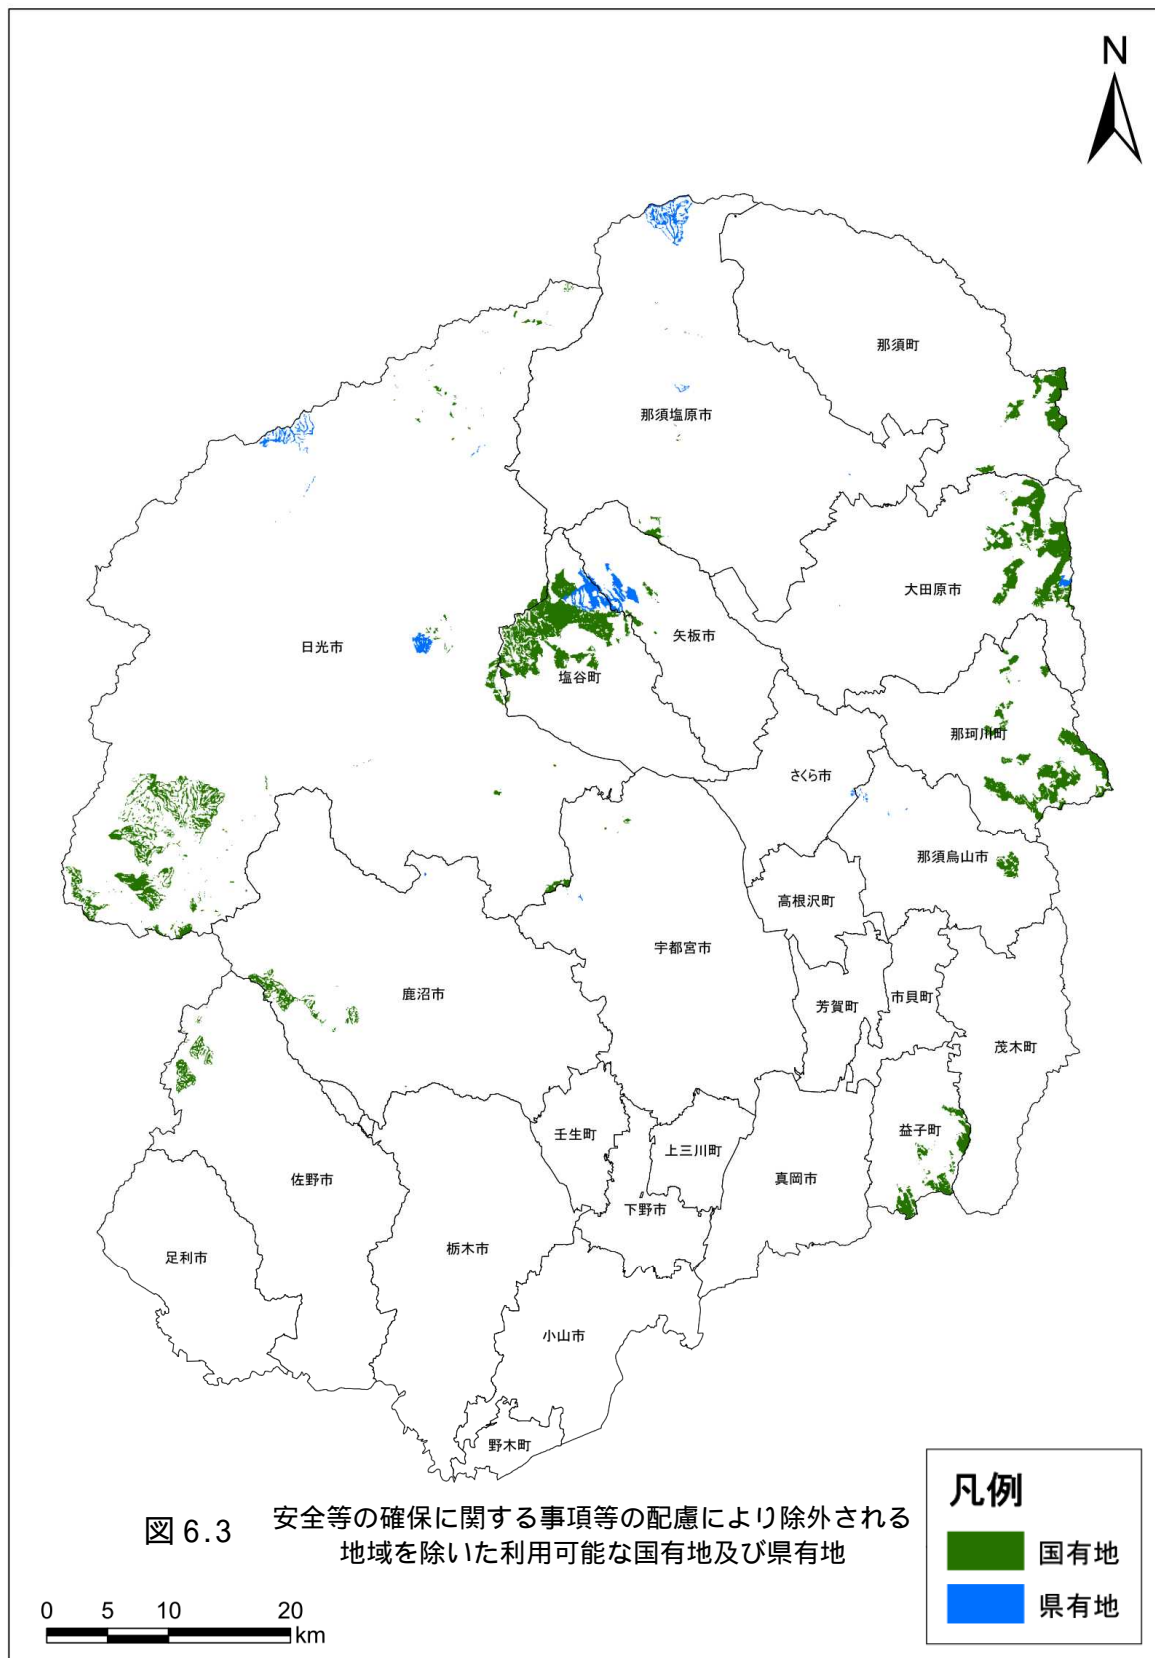 N
那須町
那須塩原市
大田原市
日光市
矢板市
塩谷町
那珂川町
さくら市
那須烏山市
高根沢町
宇都宮市
鹿沼市
芳賀町
市貝町
茂木町
益子町
壬生町
上三川町
真岡市
佐野市
下野市
栃木市
足利市
小山市
野木町
図 6.3 安全等の確保に関する事項等の配慮により除外される
地域を除いた利用可能な国有地及び県有地
凡例
国有地
県有地
0 5 10 20
km